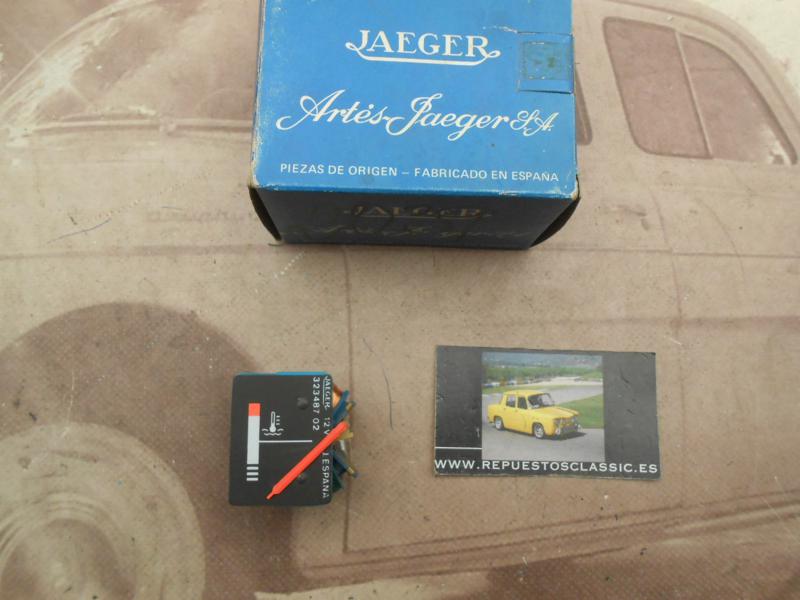 JAEGER
Artés-Jaeger S.A.
PIEZAS DE ORIGEN – FABRICADO EN ESPAÑA
JAEGER
JAEGER 12V ESPAÑA
323487 02
WWW.REPUESTOSCLASSIC.ES